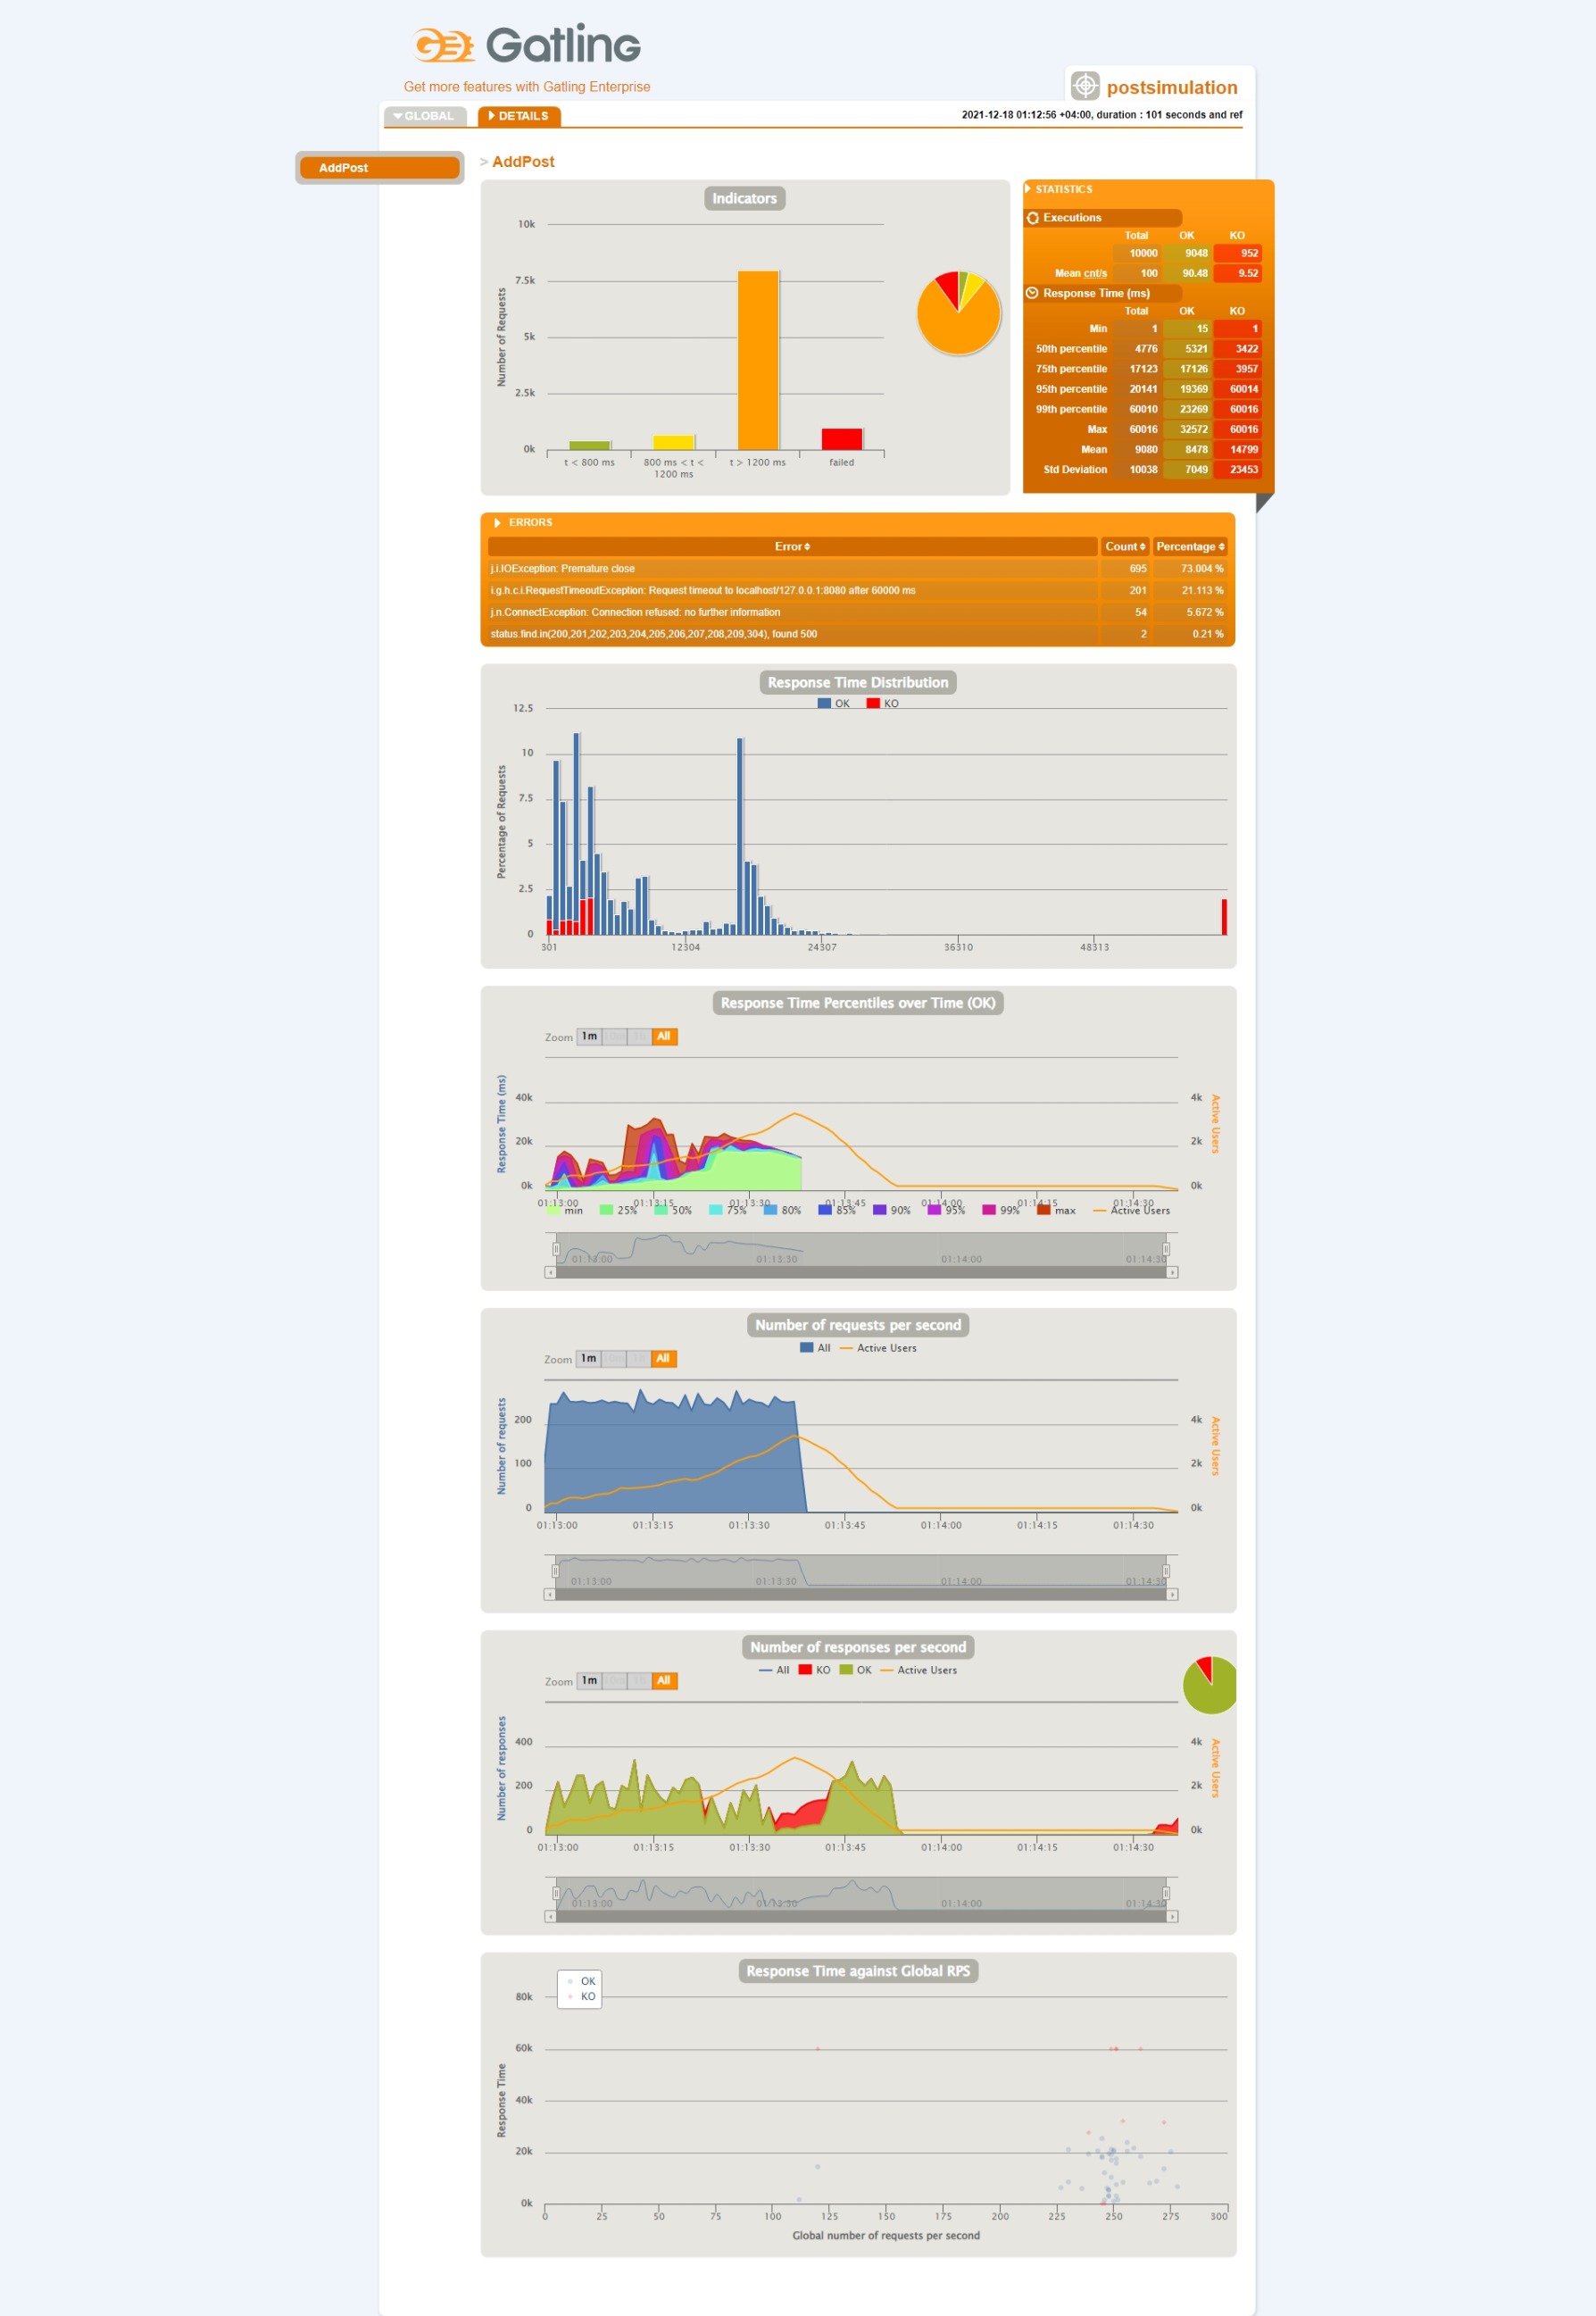 Gatling
Get more features with Gatling Enterprise
postsimulation
GLOBAL
DETAILS
2021-12-18 01:12:56 +04:00, duration : 101 seconds and ref
AddPost
> AddPost
Indicators
Number of Requests
10k
7.5k
5k
2.5k
0k
t < 800 ms
800 ms < t <
1200 ms
t > 1200 ms
failed
STATISTICS
Executions
Total OK KO
10000 9048 952
Mean cnt/s 100 90.48 9.52
Response Time (ms)
Total OK KO
Min 1 15 1
50th percentile 4776 5321 3422
75th percentile 17123 17126 3957
95th percentile 20141 19369 60014
99th percentile 60010 23269 60016
Max 60016 32572 60016
Mean 9080 8478 14799
Std Deviation 10038 7049 23453
ERRORS
Error Count Percentage
j.i.IOException: Premature close 695 73.004 %
i.g.h.c.i.RequestTimeoutException: Request timeout to localhost/127.0.0.1:8080 after 60000 ms 201 21.113 %
j.n.ConnectException: Connection refused: no further information 54 5.672 %
status.find.in(200,201,202,203,204,205,206,207,208,209,304), found 500 2 0.21 %
Response Time Distribution
OK KO
Percentage of Requests
12.5
10
7.5
5
2.5
0
301 12304 24307 36310 48313
Response Time Percentiles over Time (OK)
Zoom 1m All
Response Time (ms)
40k
20k
0k
4k
2k
0k
Active Users
01:13:00 01:13:15 01:13:30 01:13:45 01:14:00 01:14:15 01:14:30
min 25% 50% 75% 80% 85% 90% 95% 99% max Active Users
01:13:00 01:13:30 01:14:00 01:14:30
Number of requests per second
All Active Users
Zoom 1m All
Number of requests
200
100
0
4k
2k
0k
Active Users
01:13:00 01:13:15 01:13:30 01:13:45 01:14:00 01:14:15 01:14:30
01:13:00 01:13:30 01:14:00 01:14:30
Number of responses per second
All KO OK Active Users
Zoom 1m All
Number of responses
400
200
0
4k
2k
0k
Active Users
01:13:00 01:13:15 01:13:30 01:13:45 01:14:00 01:14:15 01:14:30
01:13:00 01:13:30 01:14:00 01:14:30
Response Time against Global RPS
OK
KO
Response Time
80k
60k
40k
20k
0k
0 25 50 75 100 125 150 175 200 225 250 275 300
Global number of requests per second